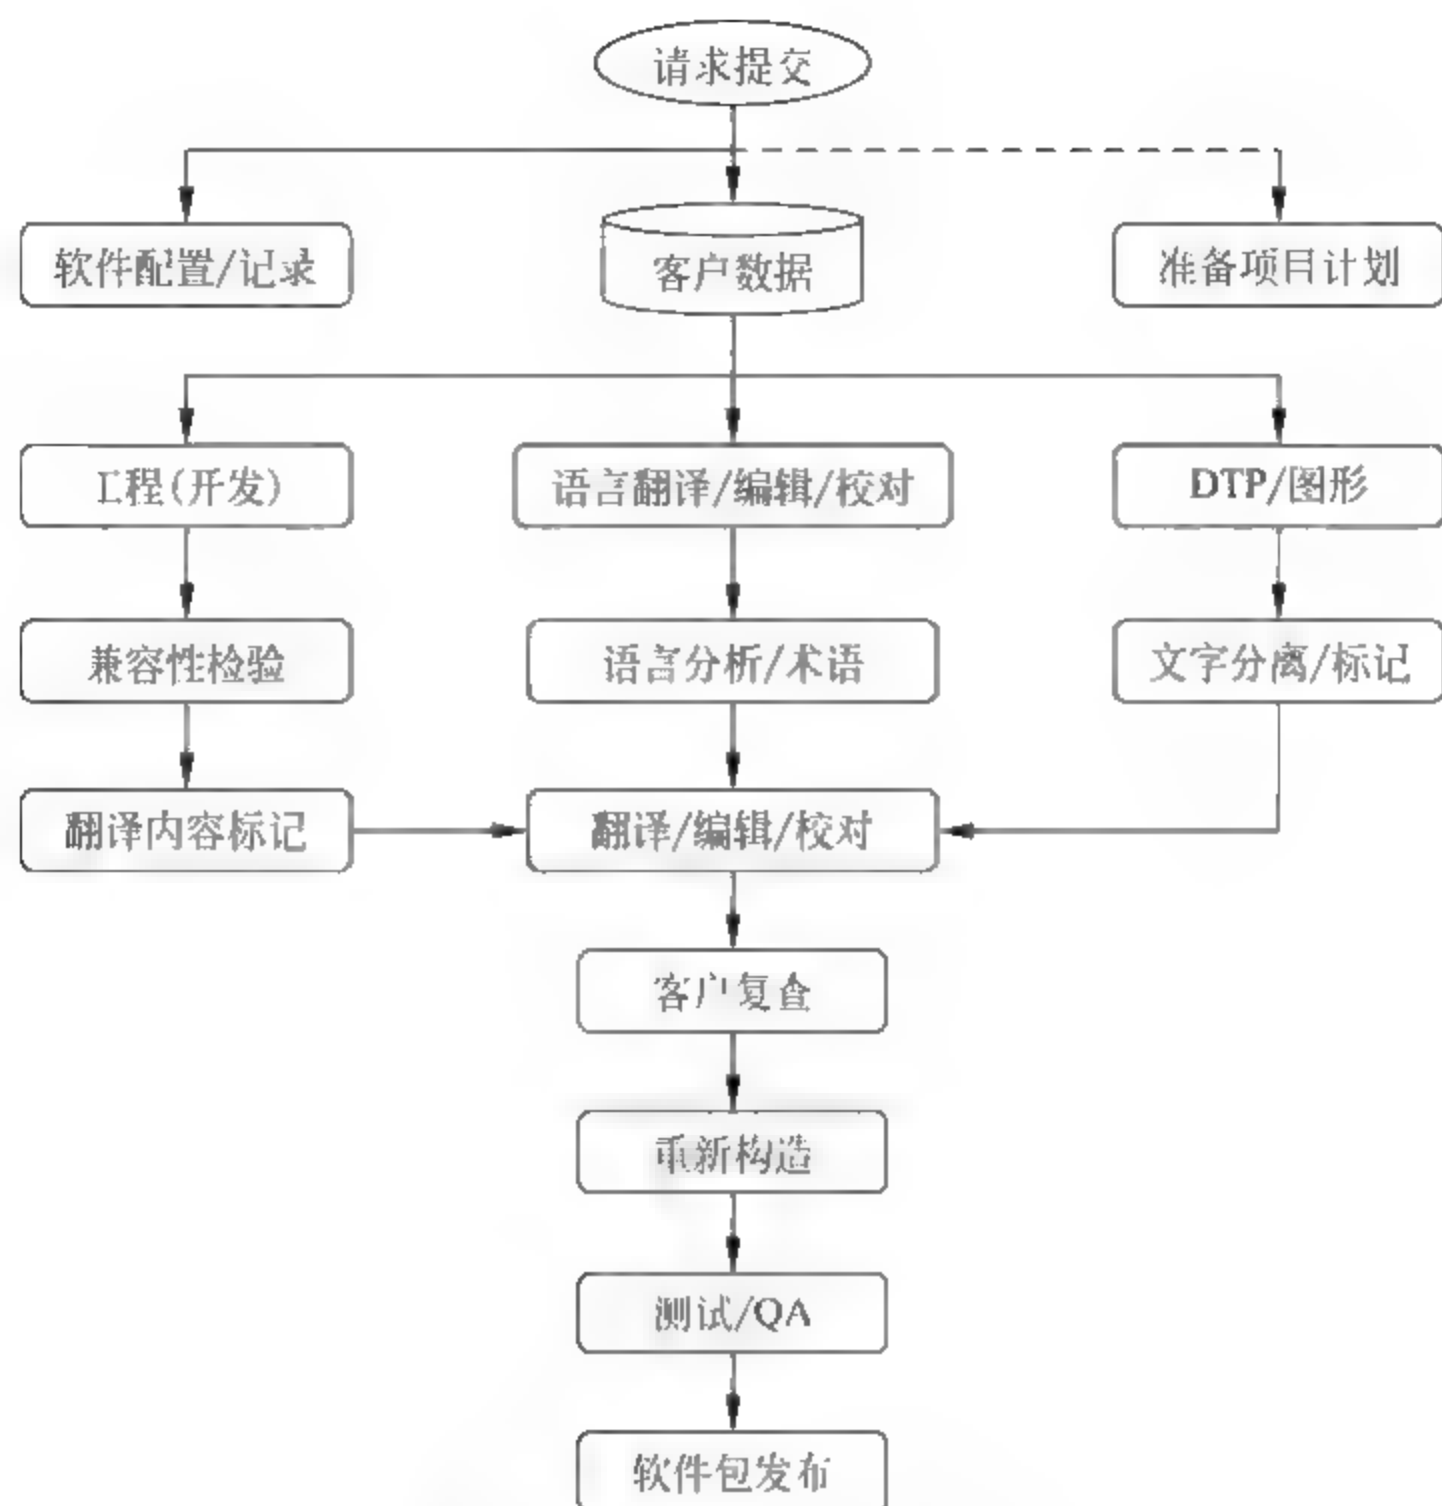 请求提交
软件配置/记录
客户数据
准备项目计划
工程(开发)
语言翻译/编辑/校对
DTP/图形
兼容性检验
语言分析/术语
文字分离/标记
翻译内容标记
翻译/编辑/校对
客户复查
重新构造
测试/QA
软件包发布